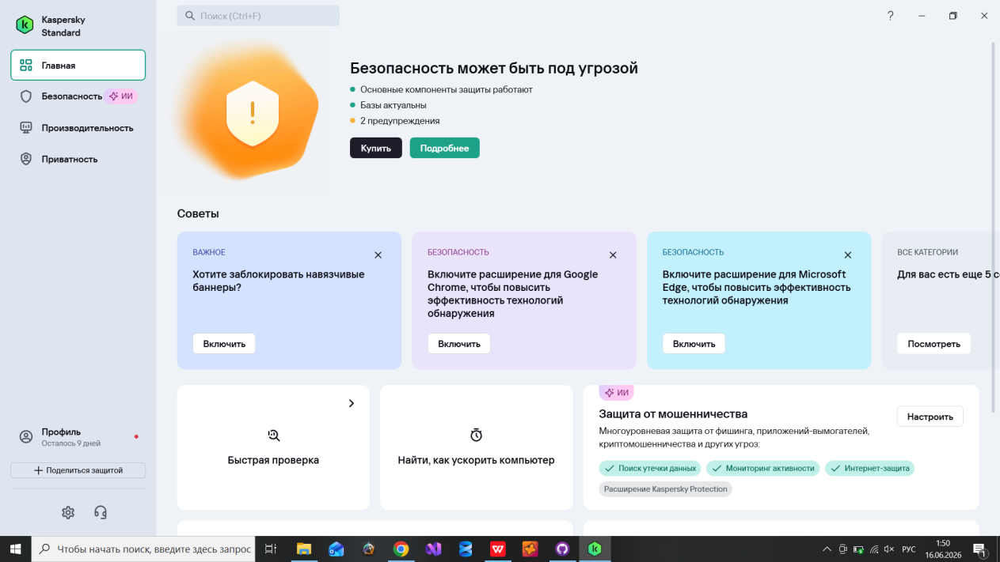 Kaspersky
Standard
Поиск (Ctrl+F)
?
Главная
Безопасность ИИ
Производительность
Приватность
Безопасность может быть под угрозой
Основные компоненты защиты работают
Базы актуальны
2 предупреждения
Купить
Подробнее
Советы
ВАЖНОЕ
Хотите заблокировать навязчивые
баннеры?
Включить
БЕЗОПАСНОСТЬ
Включите расширение для Google
Chrome, чтобы повысить
эффективность технологий
обнаружения
Включить
БЕЗОПАСНОСТЬ
Включите расширение для Microsoft
Edge, чтобы повысить эффективность
технологий обнаружения
Включить
ВСЕ КАТЕГОРИИ
Для вас есть еще 5 с
Посмотреть
Быстрая проверка
Найти, как ускорить компьютер
ИИ
Защита от мошенничества
Многоуровневая защита от фишинга, приложений-вымогателей,
криптомошенничества и других угроз:
Настроить
Поиск утечки данных
Мониторинг активности
Интернет-защита
Расширение Kaspersky Protection
Профиль
Осталось 9 дней
Поделиться защитой
Чтобы начать поиск, введите здесь запрос
РУС
1:50
16.06.2026
1